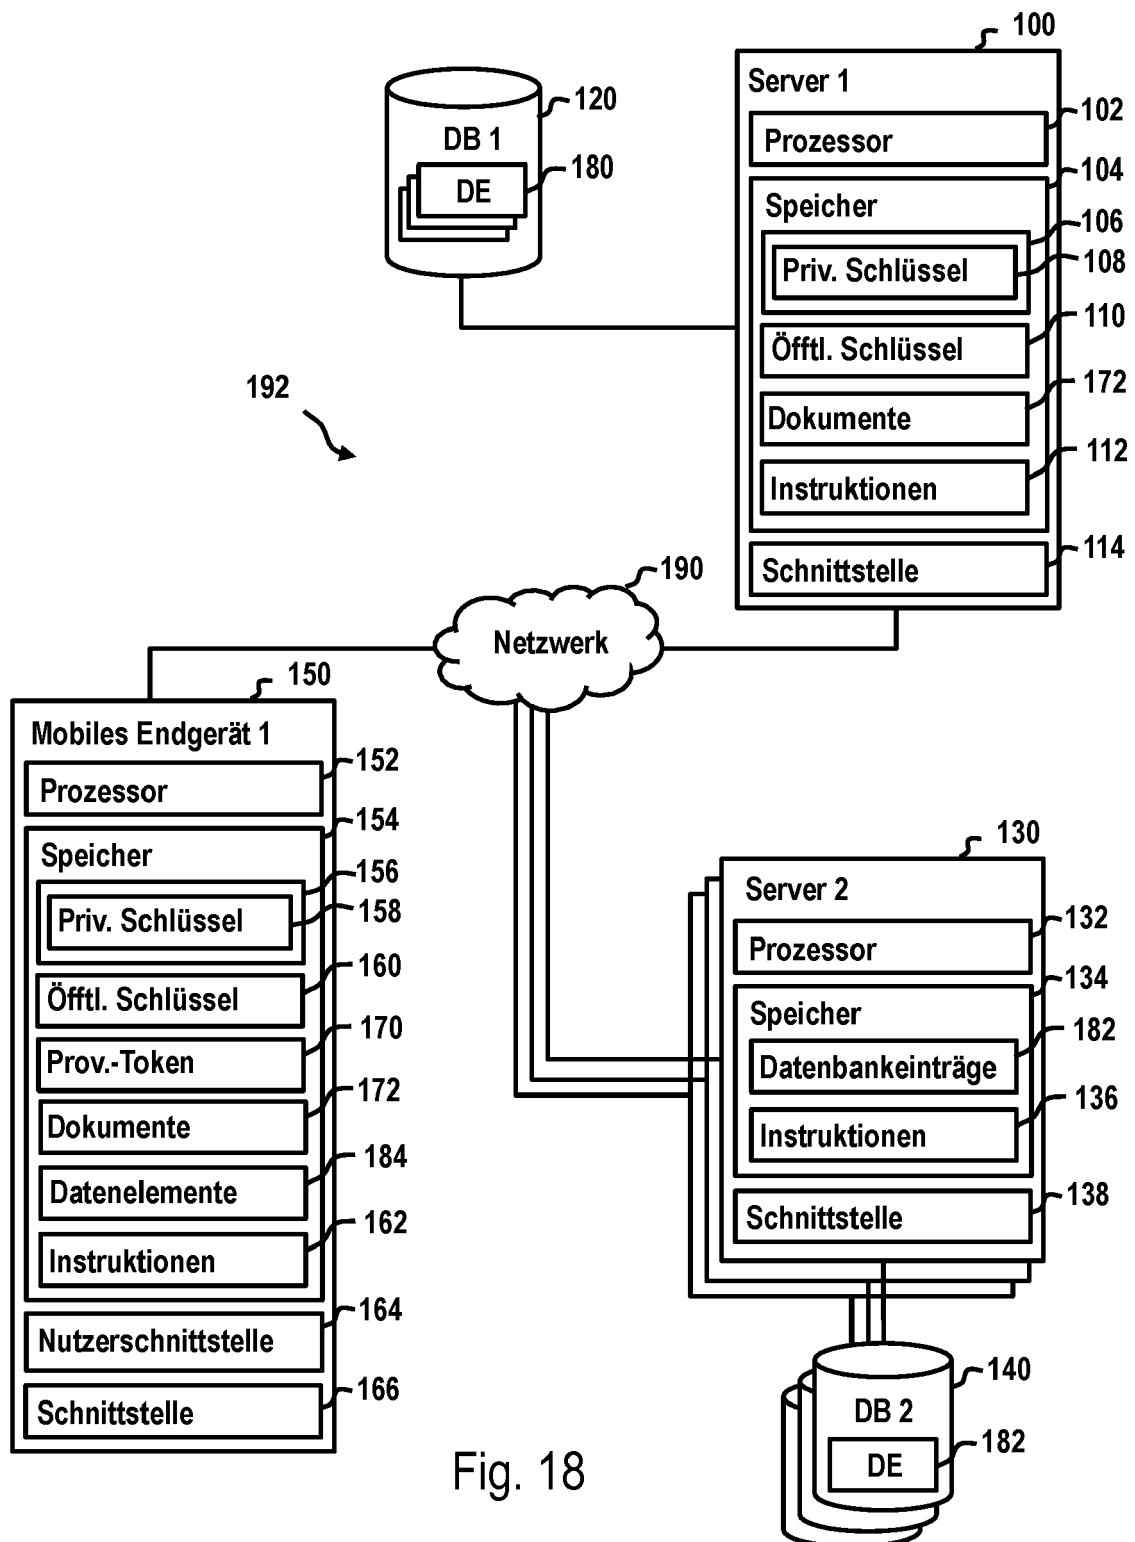 100
Server 1
102
Prozessor
104
Speicher
106
Priv. Schlüssel
108
110
Öfftl. Schlüssel
172
Dokumente
112
Instruktionen
114
Schnittstelle
120
DB 1
180
DE
192
190
Netzwerk
150
Mobiles Endgerät 1
152
Prozessor
154
Speicher
156
Priv. Schlüssel
158
160
Öfftl. Schlüssel
170
Prov.-Token
172
Dokumente
184
Datenelemente
162
Instruktionen
164
Nutzerschnittstelle
166
Schnittstelle
130
Server 2
132
Prozessor
134
Speicher
182
Datenbankeinträge
136
Instruktionen
138
Schnittstelle
140
DB 2
182
DE
Fig. 18